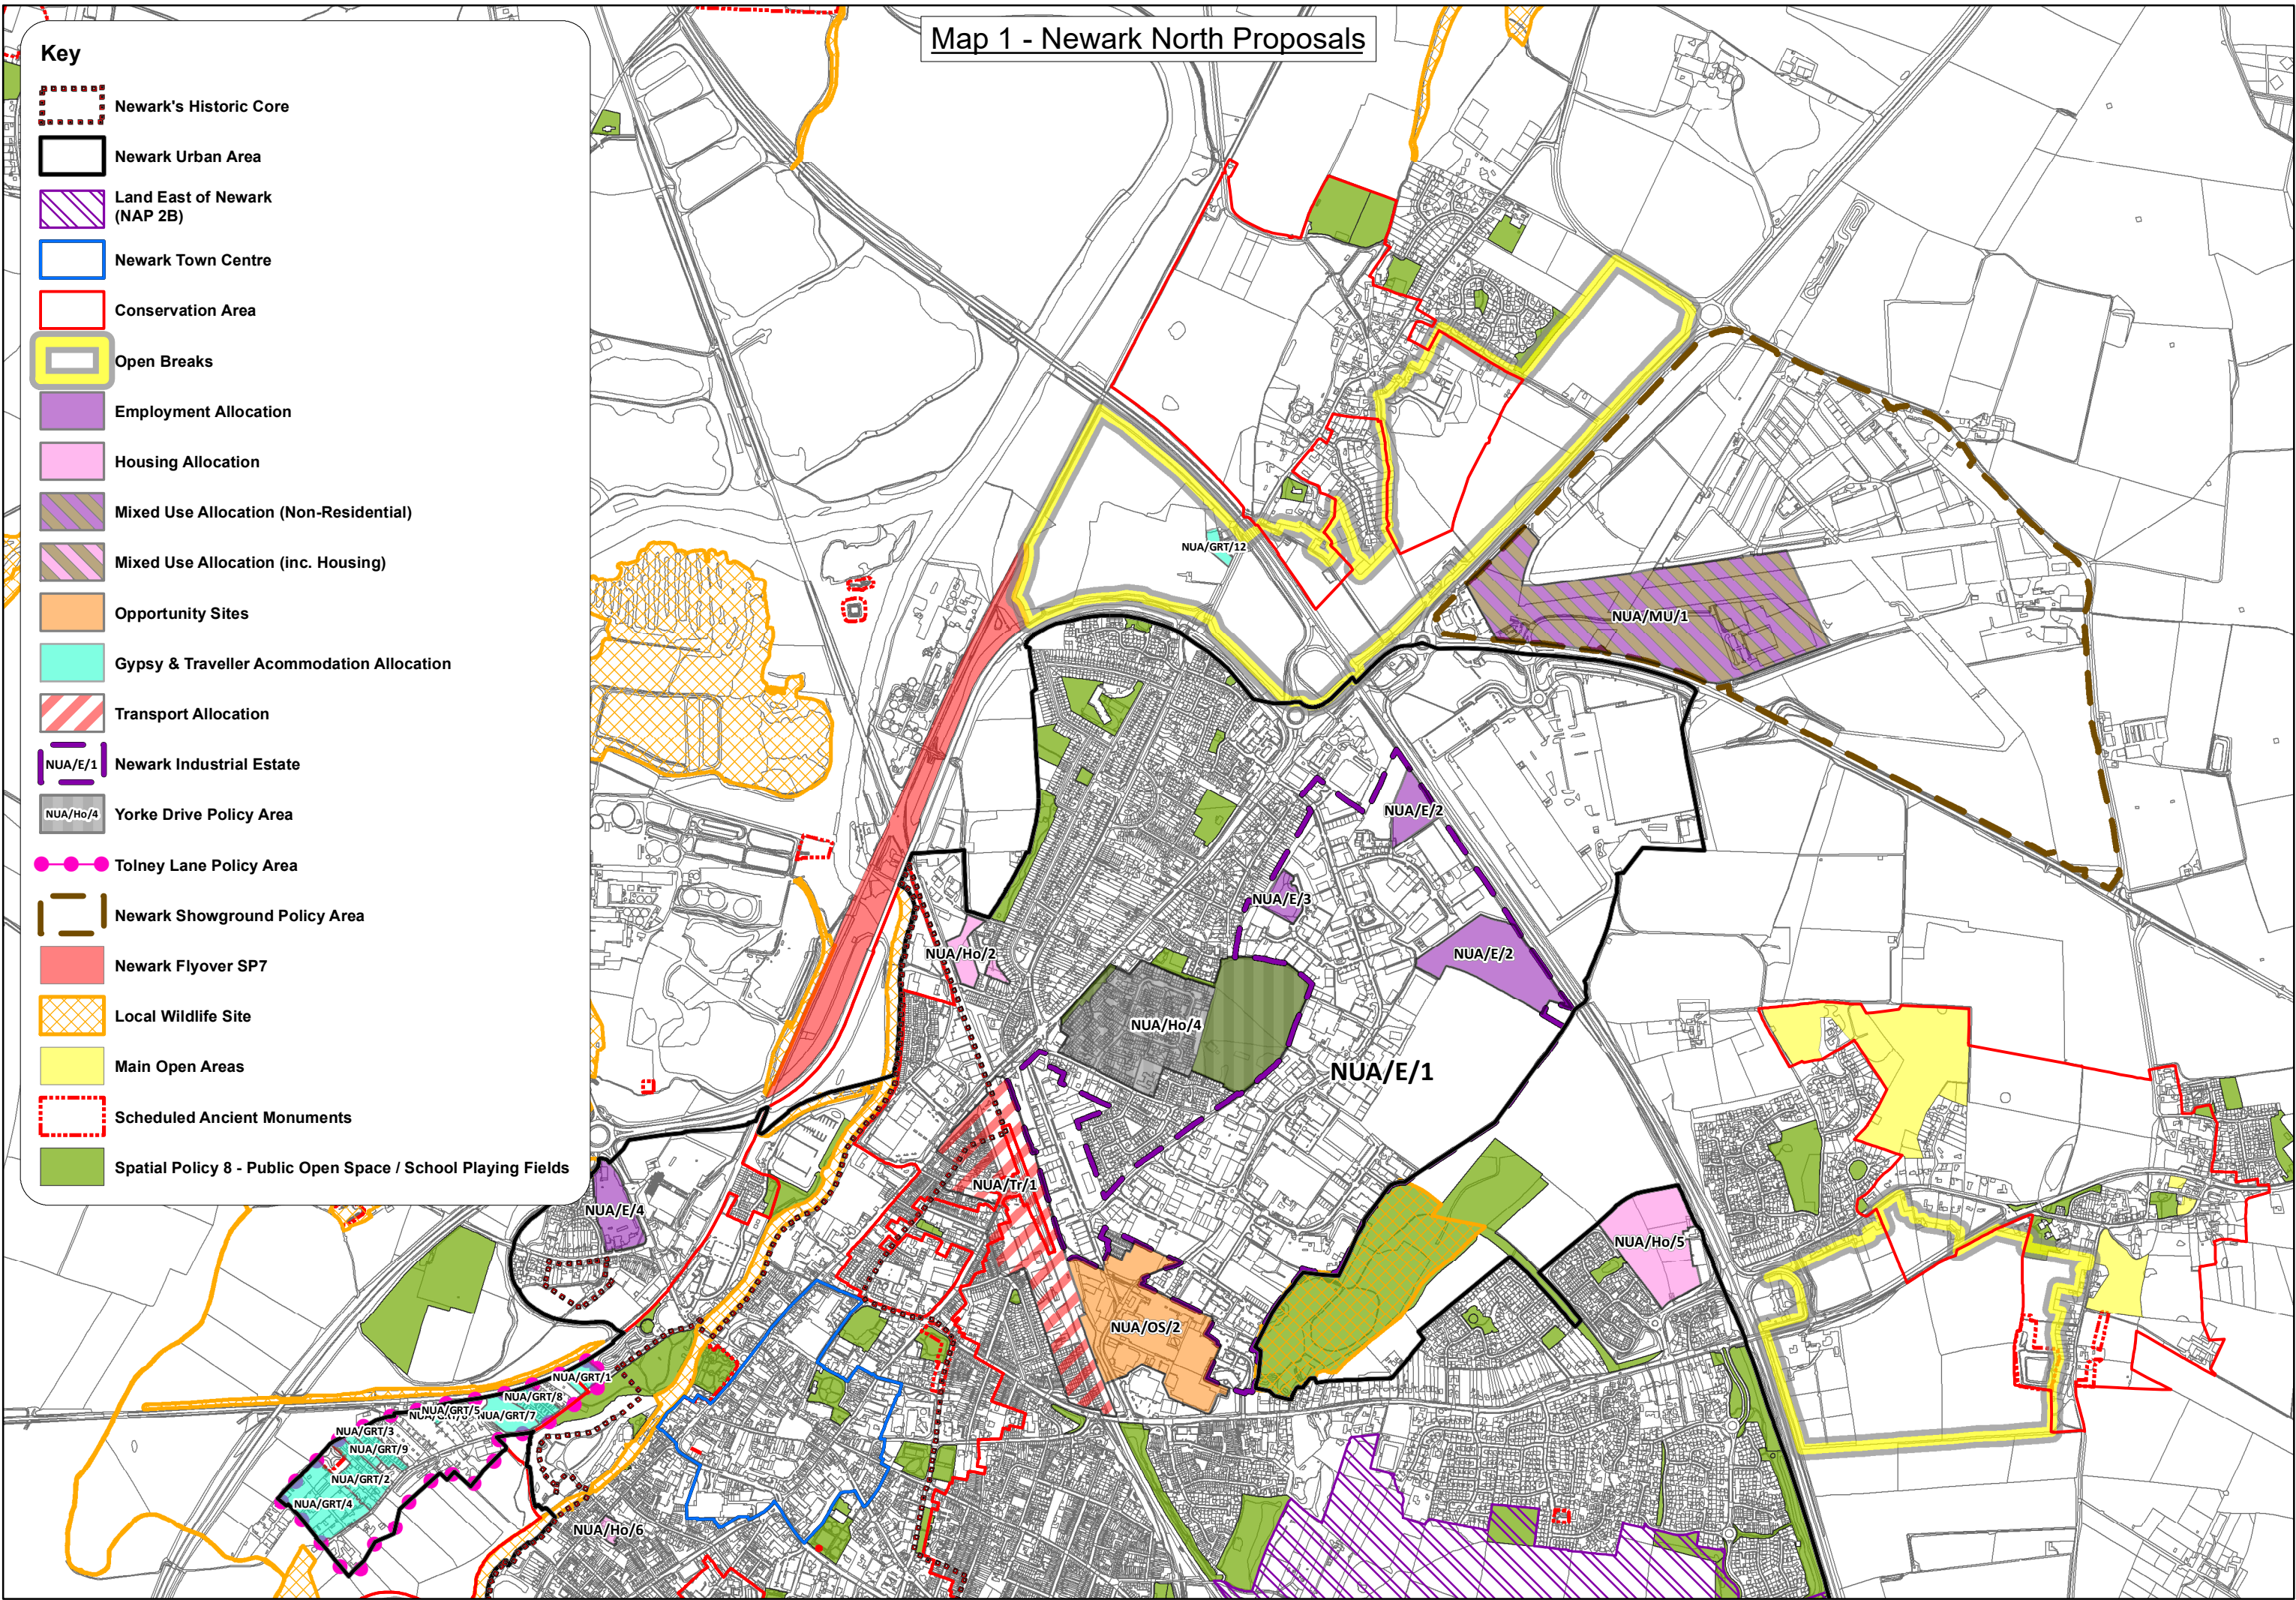 Map 1 - Newark North Proposals
Key
Newark's Historic Core
Newark Urban Area
Land East of Newark
(NAP 2B)
Newark Town Centre
Conservation Area
Open Breaks
Employment Allocation
Housing Allocation
Mixed Use Allocation (Non-Residential)
Mixed Use Allocation (inc. Housing)
Opportunity Sites
Gypsy & Traveller Acommodation Allocation
Transport Allocation
NUA/E/1 Newark Industrial Estate
NUA/Ho/4 Yorke Drive Policy Area
Tolney Lane Policy Area
Newark Showground Policy Area
Newark Flyover SP7
Local Wildlife Site
Main Open Areas
Scheduled Ancient Monuments
Spatial Policy 8 - Public Open Space / School Playing Fields
NUA/GRT/12
NUA/MU/1
NUA/E/2
NUA/E/3
NUA/Ho/2
NUA/E/2
NUA/Ho/4
NUA/E/1
NUA/Tr/1
NUA/E/4
NUA/Ho/5
NUA/OS/2
NUA/GRT/1
NUA/GRT/8
NUA/GRT/5
NUA/GRT/7
NUA/GRT/3
NUA/GRT/9
NUA/GRT/2
NUA/GRT/4
NUA/Ho/6